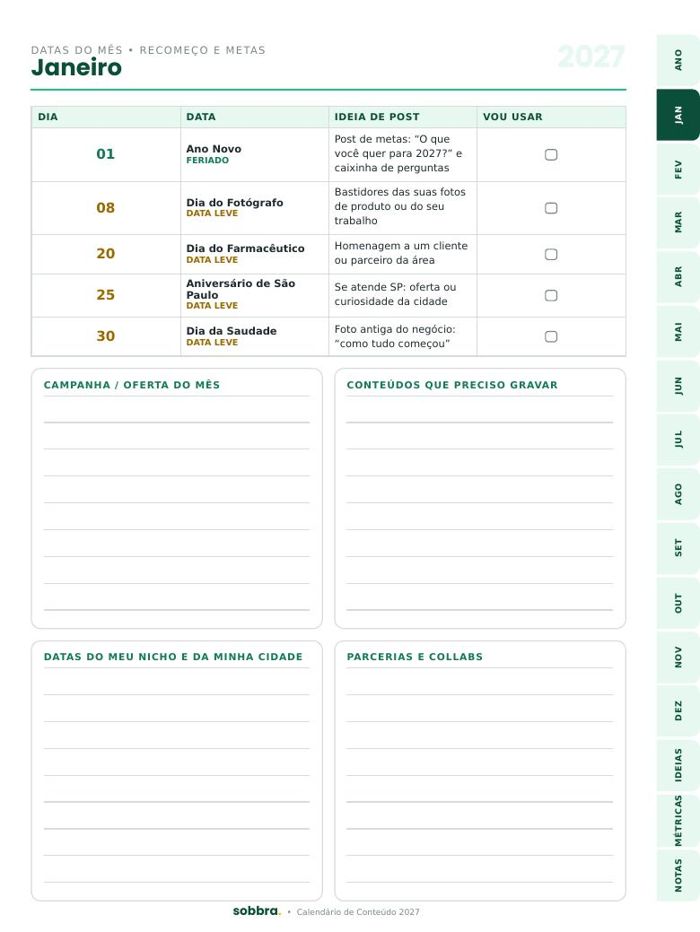 DATAS DO MÊS • RECOMEÇO E METAS
Janeiro
2027
DIA
DATA
IDEIA DE POST
VOU USAR
01
Ano Novo
FERIADO
Post de metas: “O que
você quer para 2027?” e
caixinha de perguntas
08
Dia do Fotógrafo
DATA LEVE
Bastidores das suas fotos
de produto ou do seu
trabalho
20
Dia do Farmacêutico
DATA LEVE
Homenagem a um cliente
ou parceiro da área
25
Aniversário de São
Paulo
DATA LEVE
Se atende SP: oferta ou
curiosidade da cidade
30
Dia da Saudade
DATA LEVE
Foto antiga do negócio:
“como tudo começou”
CAMPANHA / OFERTA DO MÊS
CONTEÚDOS QUE PRECISO GRAVAR
DATAS DO MEU NICHO E DA MINHA CIDADE
PARCERIAS E COLLABS
sobbra. • Calendário de Conteúdo 2027
ANO
JAN
FEV
MAR
ABR
MAI
JUN
JUL
AGO
SET
OUT
NOV
DEZ
IDEIAS
MÉTRICAS
NOTAS